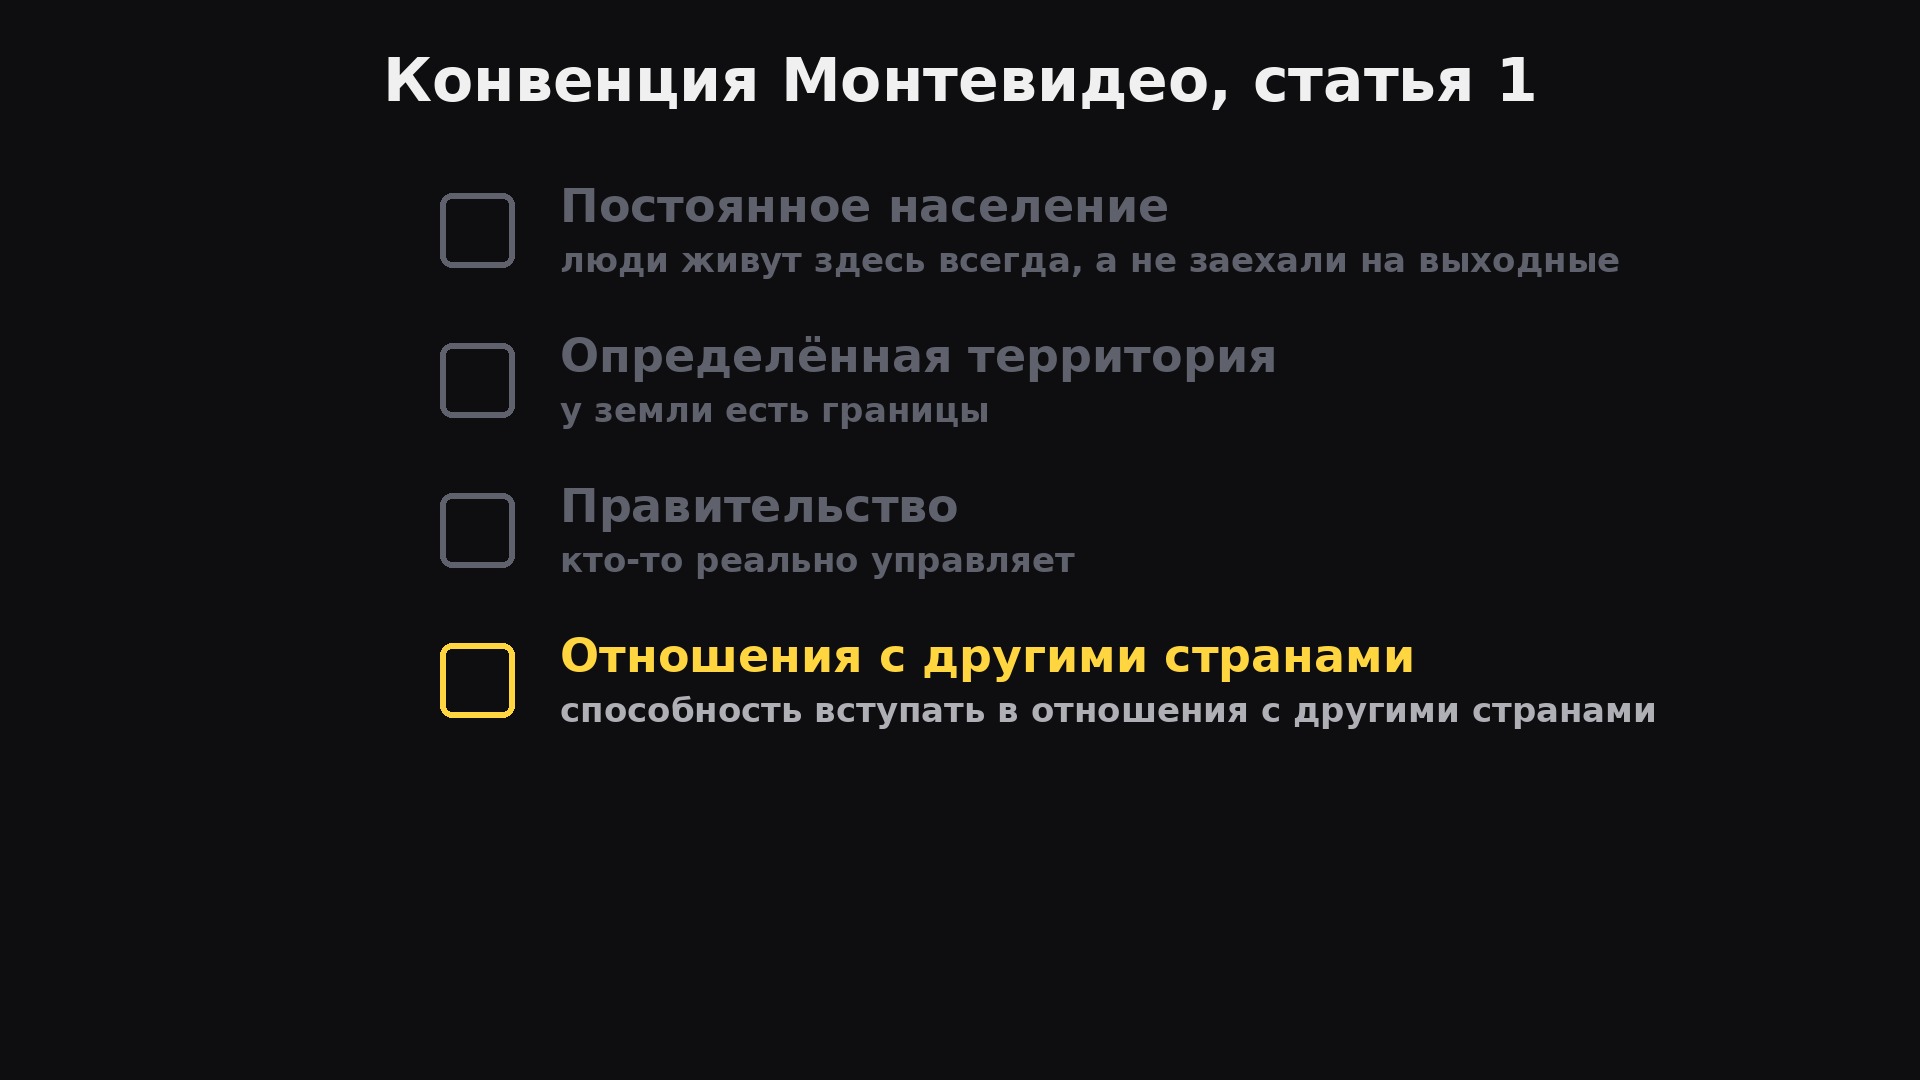 Конвенция Монтевидео, статья 1
Постоянное население
люди живут здесь всегда, а не заехали на выходные
Определённая территория
у земли есть границы
Правительство
кто-то реально управляет
Отношения с другими странами
способность вступать в отношения с другими странами